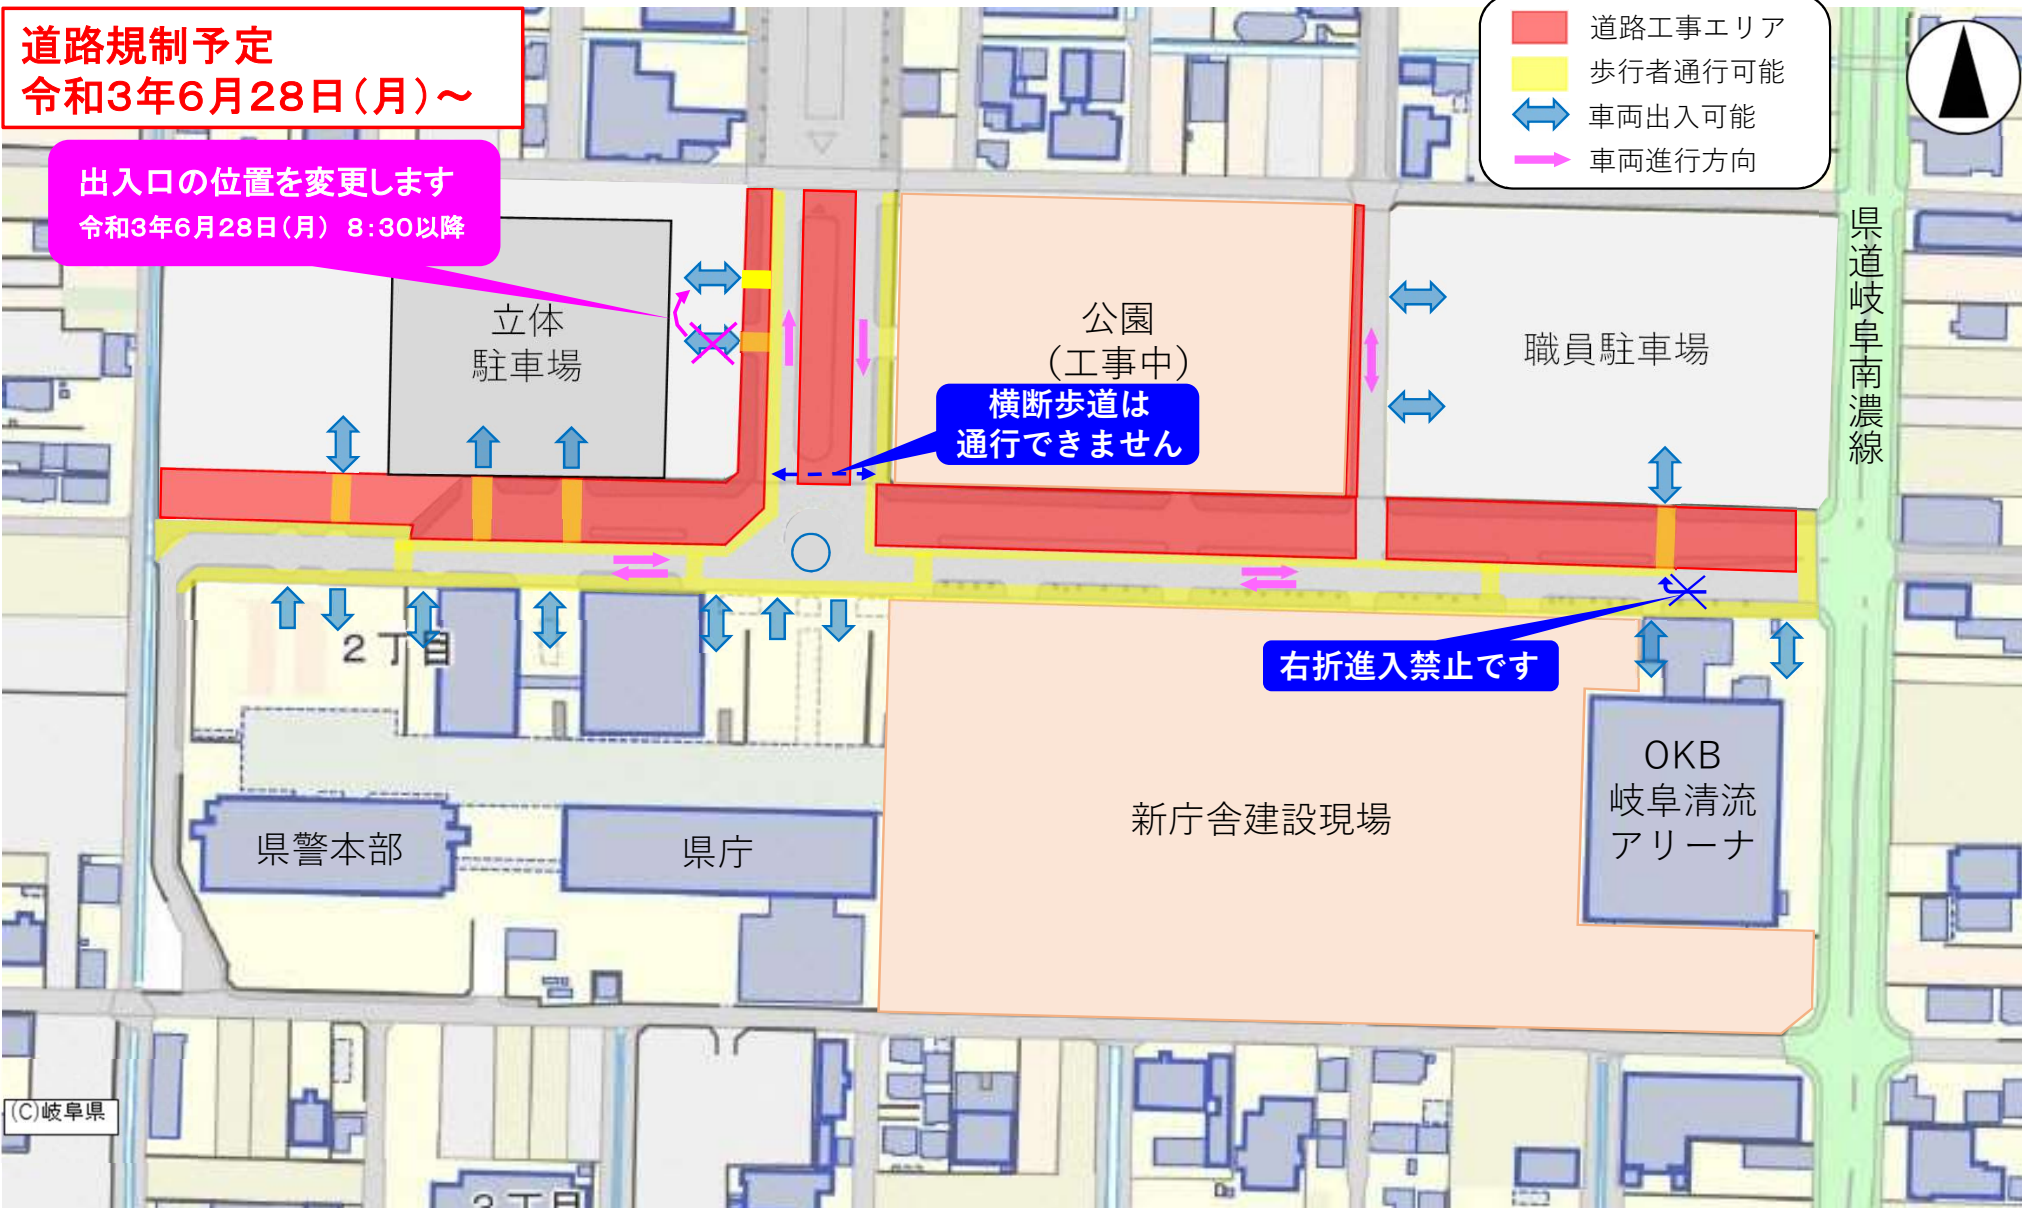 道路規制予定
令和3年6月28日(月)～
出入口の位置を変更します
令和3年6月28日(月) 8:30以降
道路工事エリア
歩行者通行可能
車両出入可能
車両進行方向
県道岐阜南濃線
立体
駐車場
公園
(工事中)
職員駐車場
横断歩道は
通行できません
右折進入禁止です
2丁目
OKB
岐阜清流
アリーナ
新庁舎建設現場
県警本部
県庁
(C)岐阜県
3丁目